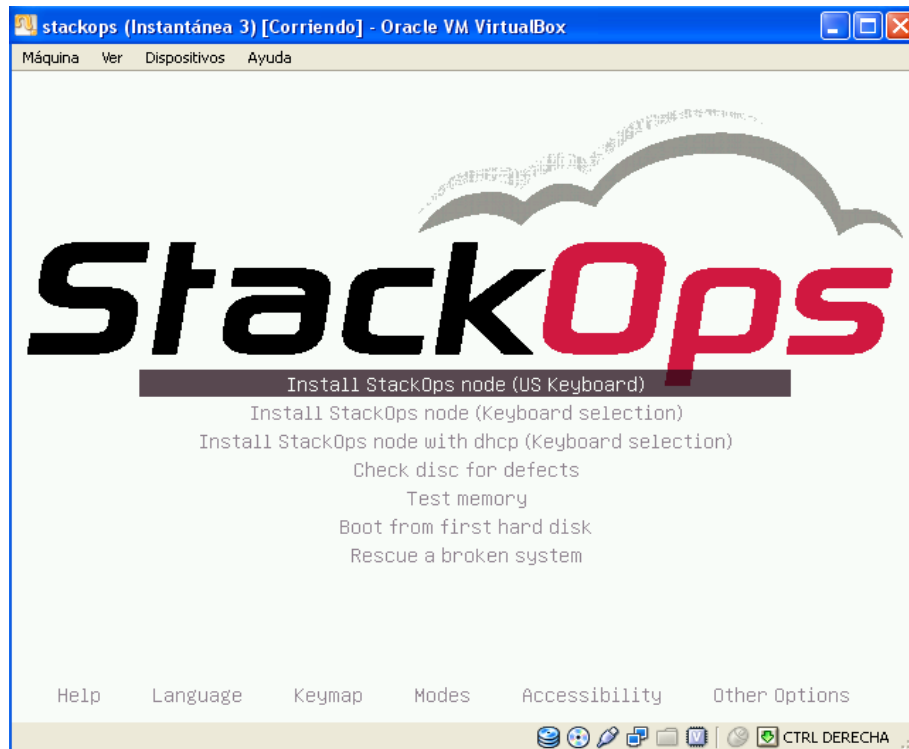 stackops (Instantánea 3) [Corriendo] - Oracle VM VirtualBox
Máquina Ver Dispositivos Ayuda
StackOps
Install StackOps node (US Keyboard)
Install StackOps node (Keyboard selection)
Install StackOps node with dhcp (Keyboard selection)
Check disc for defects
Test memory
Boot from first hard disk
Rescue a broken system
Help Language Keymap Modes Accessibility Other Options
CTRL DERECHA